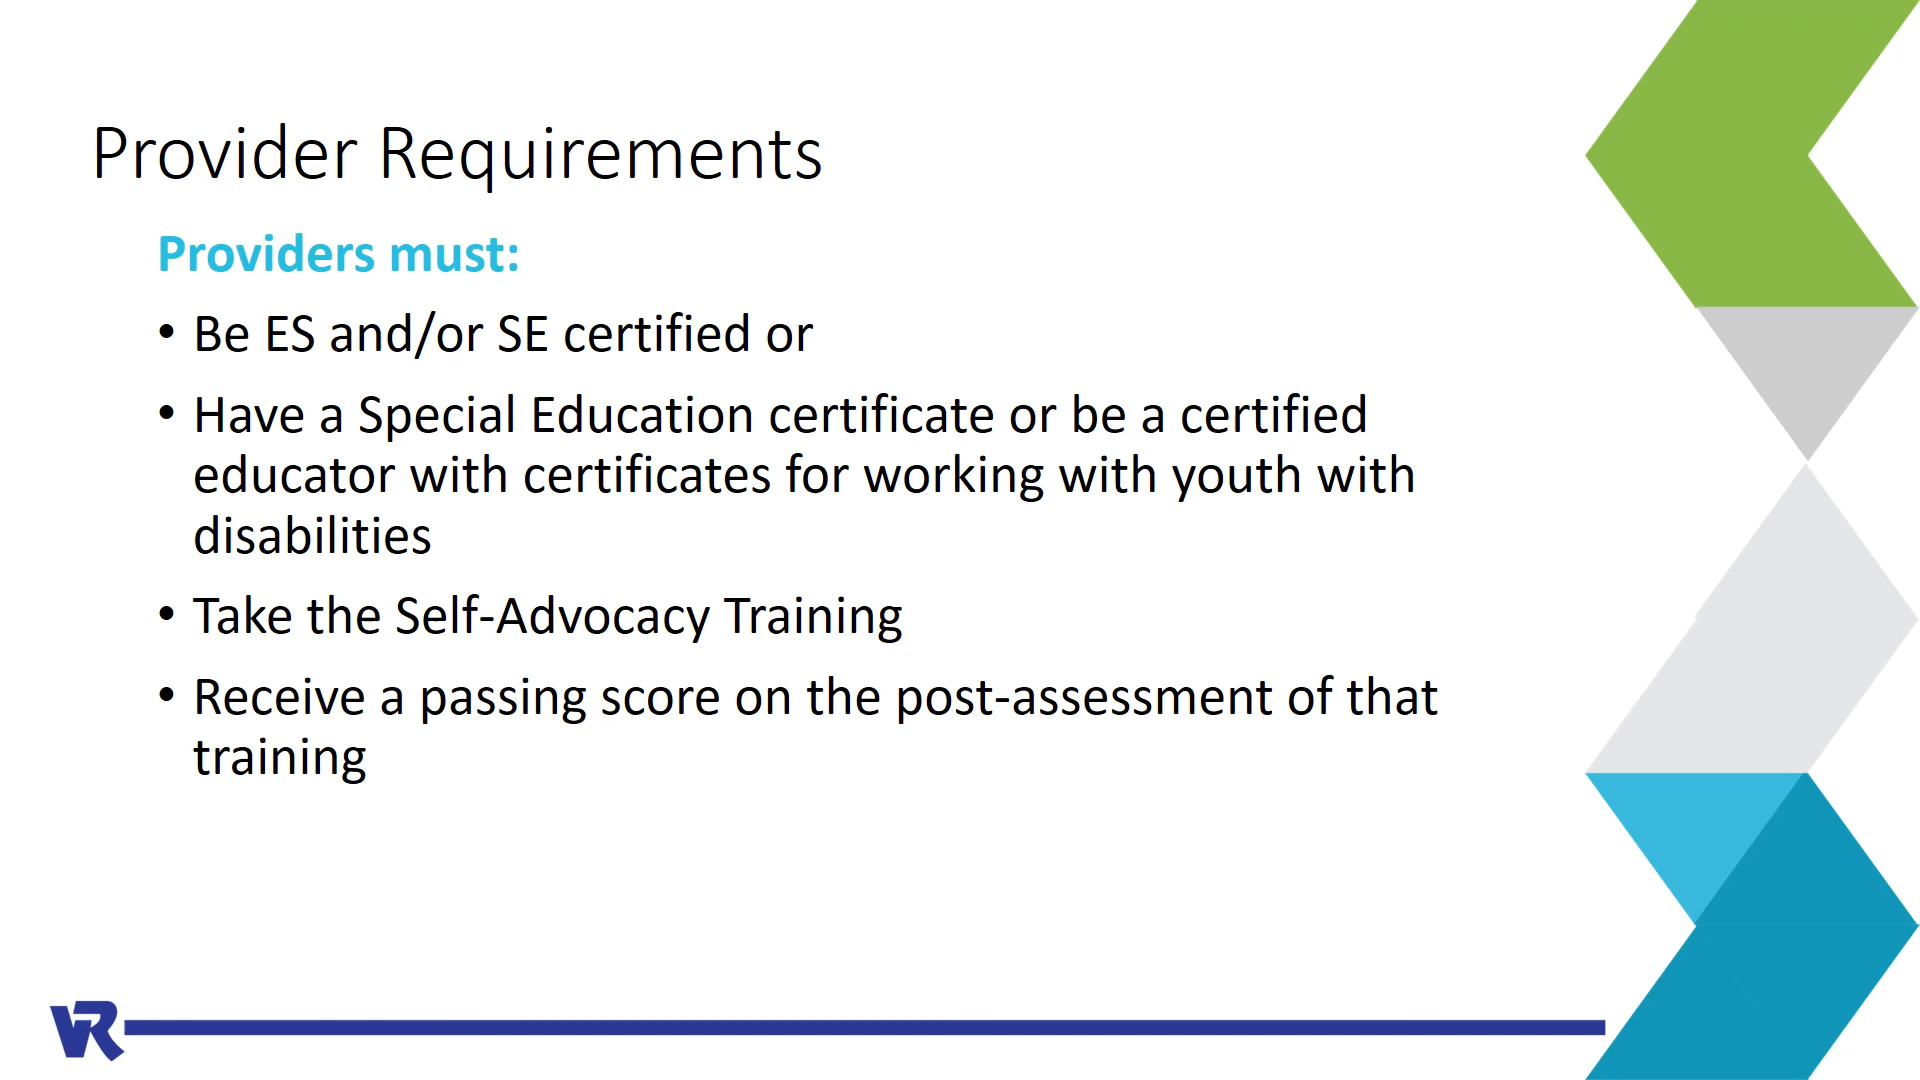 Provider Requirements
Providers must:
• Be ES and/or SE certified or
• Have a Special Education certificate or be a certified
educator with certificates for working with youth with
disabilities
• Take the Self-Advocacy Training
• Receive a passing score on the post-assessment of that
training
VR